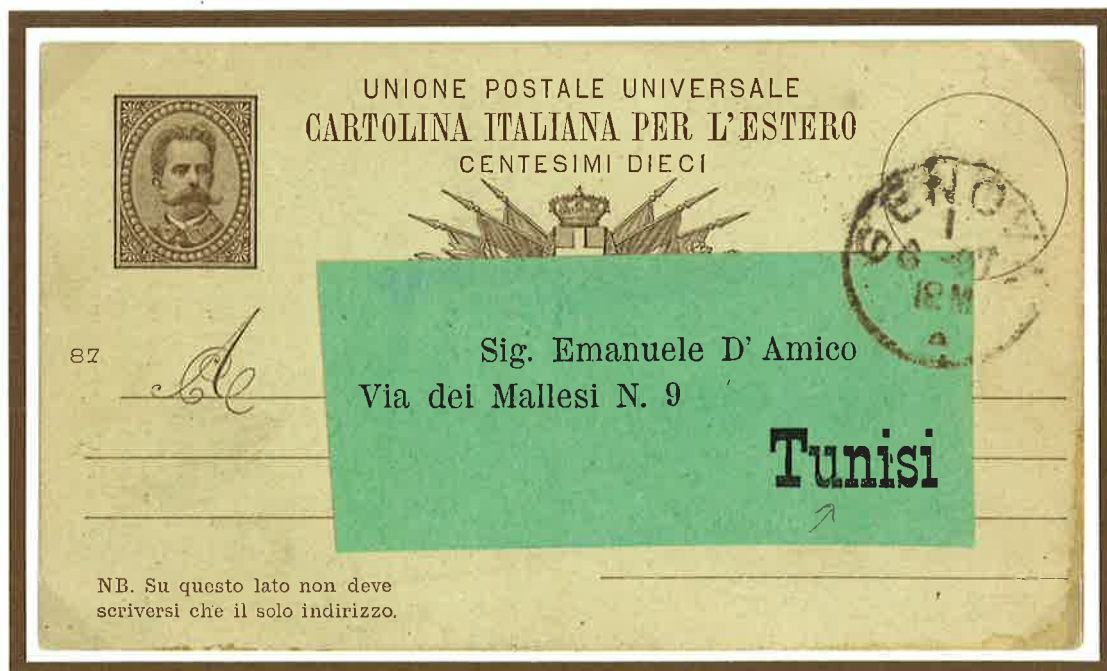 UNIONE POSTALE UNIVERSALE
CARTOLINA ITALIANA PER L'ESTERO
CENTESIMI DIECI
87
A
Sig. Emanuele D' Amico
Via dei Mallesi N. 9
Tunisi
NB. Su questo lato non deve
scriversi che il solo indirizzo.